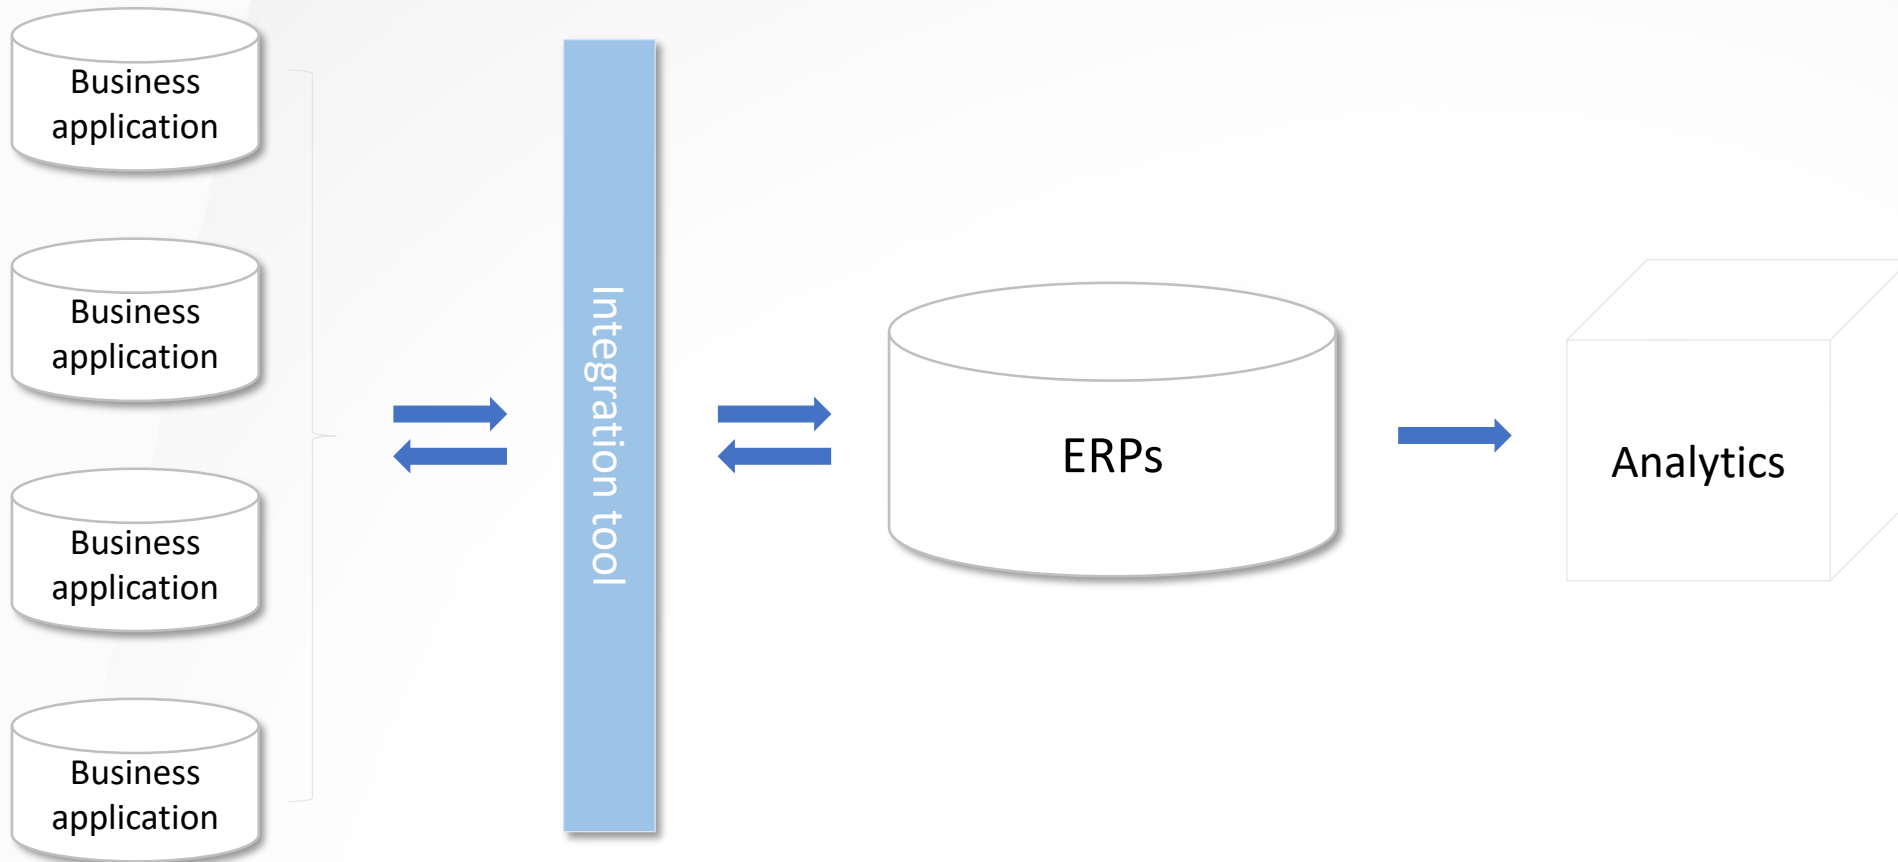 Business
application
Business
application
Business
application
Business
application
Integration tool
ERPs
Analytics